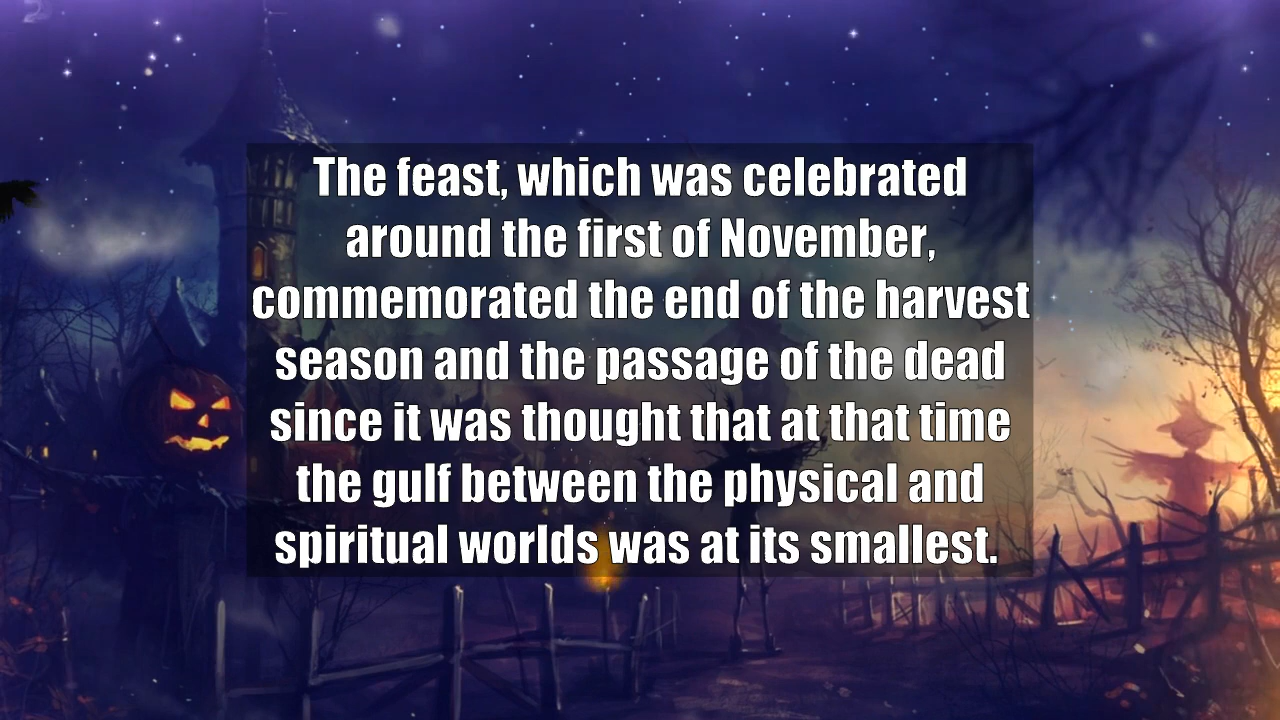 The feast, which was celebrated
around the first of November,
commemorated the end of the harvest
season and the passage of the dead
since it was thought that at that time
the gulf between the physical and
spiritual worlds was at its smallest.